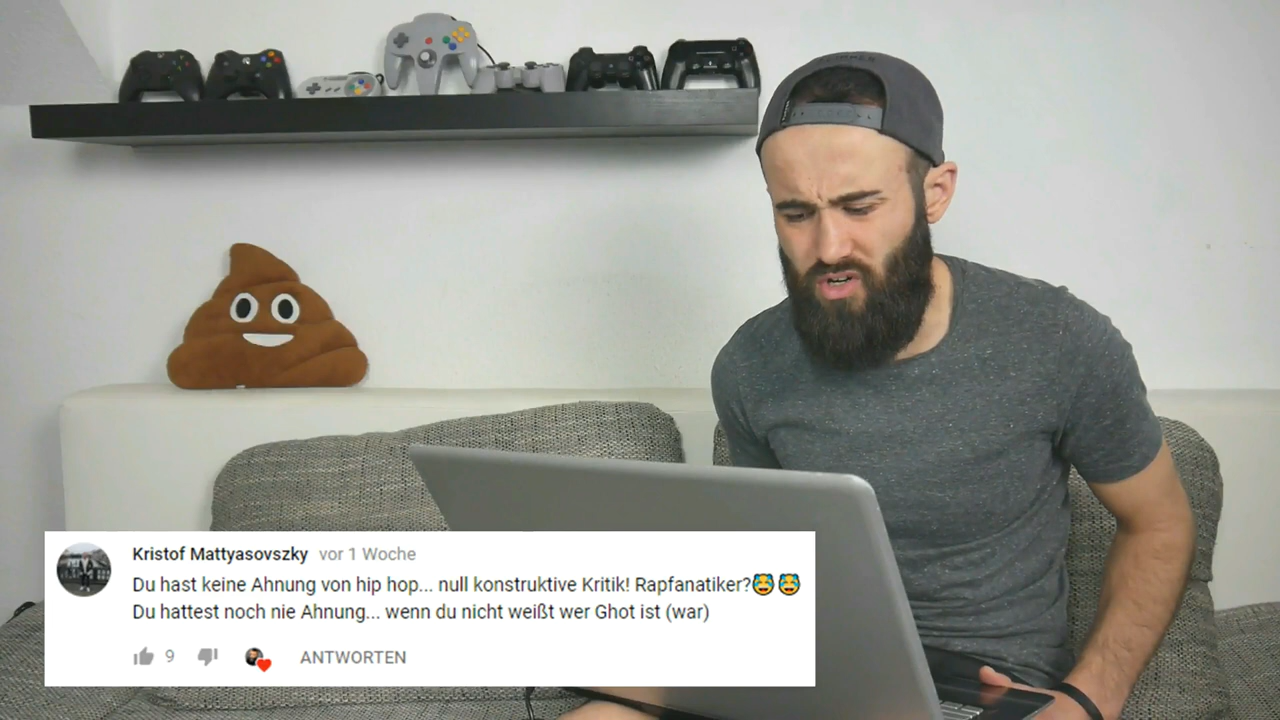 Kristof Mattyasovszky vor 1 Woche
Du hast keine Ahnung von hip hop... null konstruktive Kritik! Rapfanatiker?😭😭
Du hattest noch nie Ahnung... wenn du nicht weißt wer Ghot ist (war)
9 ANTWORTEN